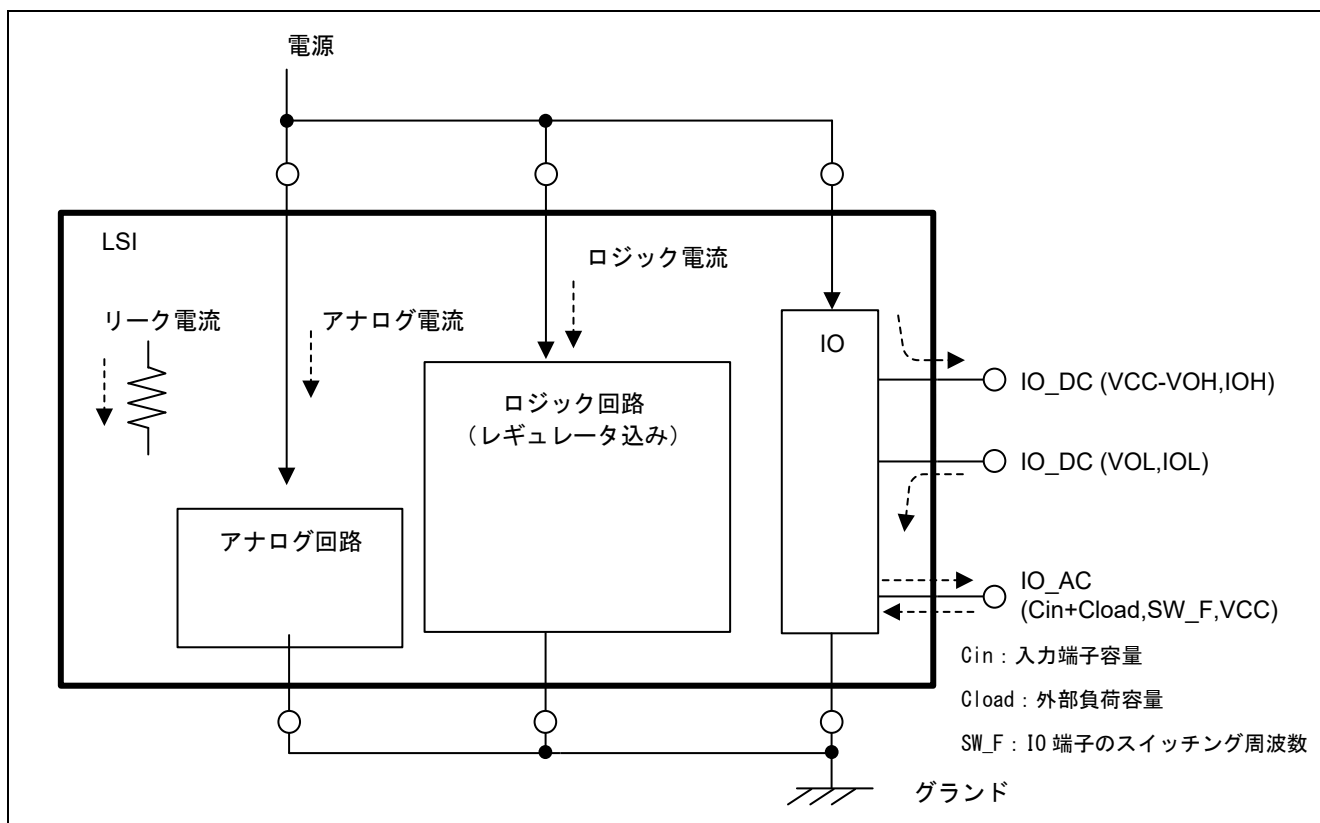 電源
LSI
ロジック電流
リーク電流
アナログ電流
IO
ロジック回路
(レギュレータ込み)
アナログ回路
IO_DC (VCC-VOH,IOH)
IO_DC (VOL,IOL)
IO_AC
(Cin+Cload,SW_F,VCC)
Cin:入力端子容量
Cload:外部負荷容量
SW_F:IO 端子のスイッチング周波数
グランド